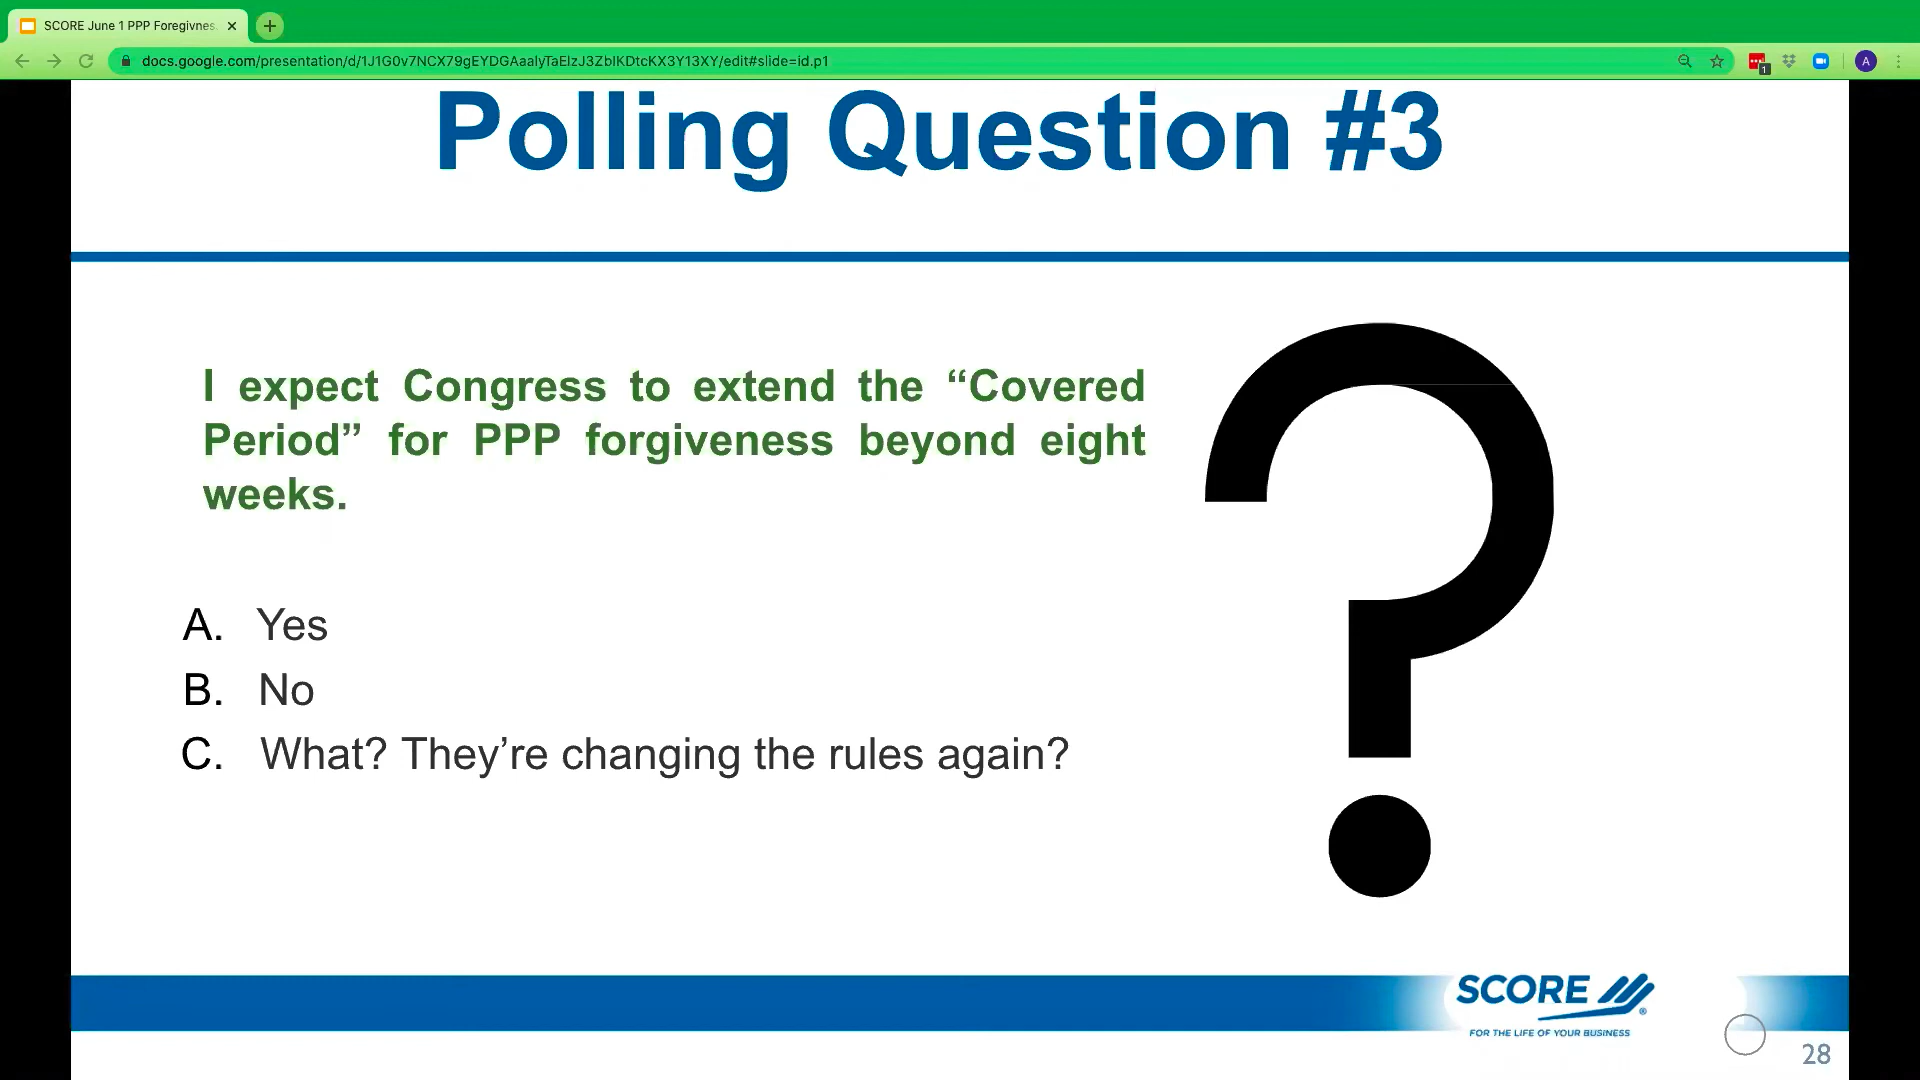 SCORE June 1 PPP Foregivnes
docs.google.com/presentation/d/1J1G0v7NCX79gEYDGAaalyTaElzJ3ZbIKDtcKX3Y13XY/edit#slide=id.p1
1
A
Polling Question #3
I expect Congress to extend the “Covered
Period” for PPP forgiveness beyond eight
weeks.
A. Yes
B. No
C. What? They’re changing the rules again?
SCORE
®
FOR THE LIFE OF YOUR BUSINESS
28